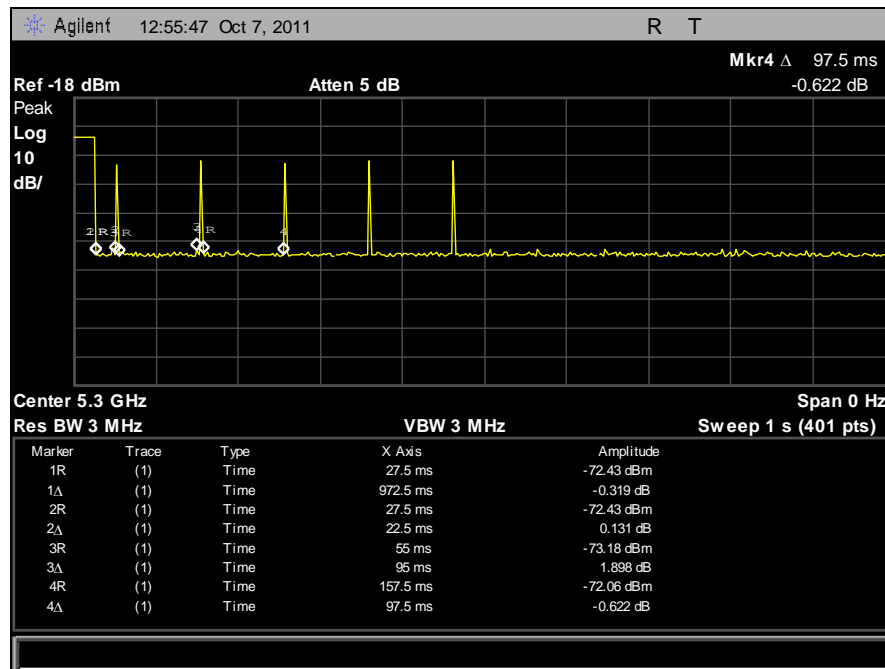 Agilent 12:55:47 Oct 7, 2011 R T
Mkr4 Δ 97.5 ms
Ref -18 dBm Atten 5 dB -0.622 dB
Peak
Log
10
dB/
2R R
R
4
Center 5.3 GHz Span 0 Hz
Res BW 3 MHz VBW 3 MHz Sweep 1 s (401 pts)
Marker Trace Type X Axis Amplitude
1R (1) Time 27.5 ms -72.43 dBm
1Δ (1) Time 972.5 ms -0.319 dB
2R (1) Time 27.5 ms -72.43 dBm
2Δ (1) Time 22.5 ms 0.131 dB
3R (1) Time 55 ms -73.18 dBm
3Δ (1) Time 95 ms 1.898 dB
4R (1) Time 157.5 ms -72.06 dBm
4Δ (1) Time 97.5 ms -0.622 dB